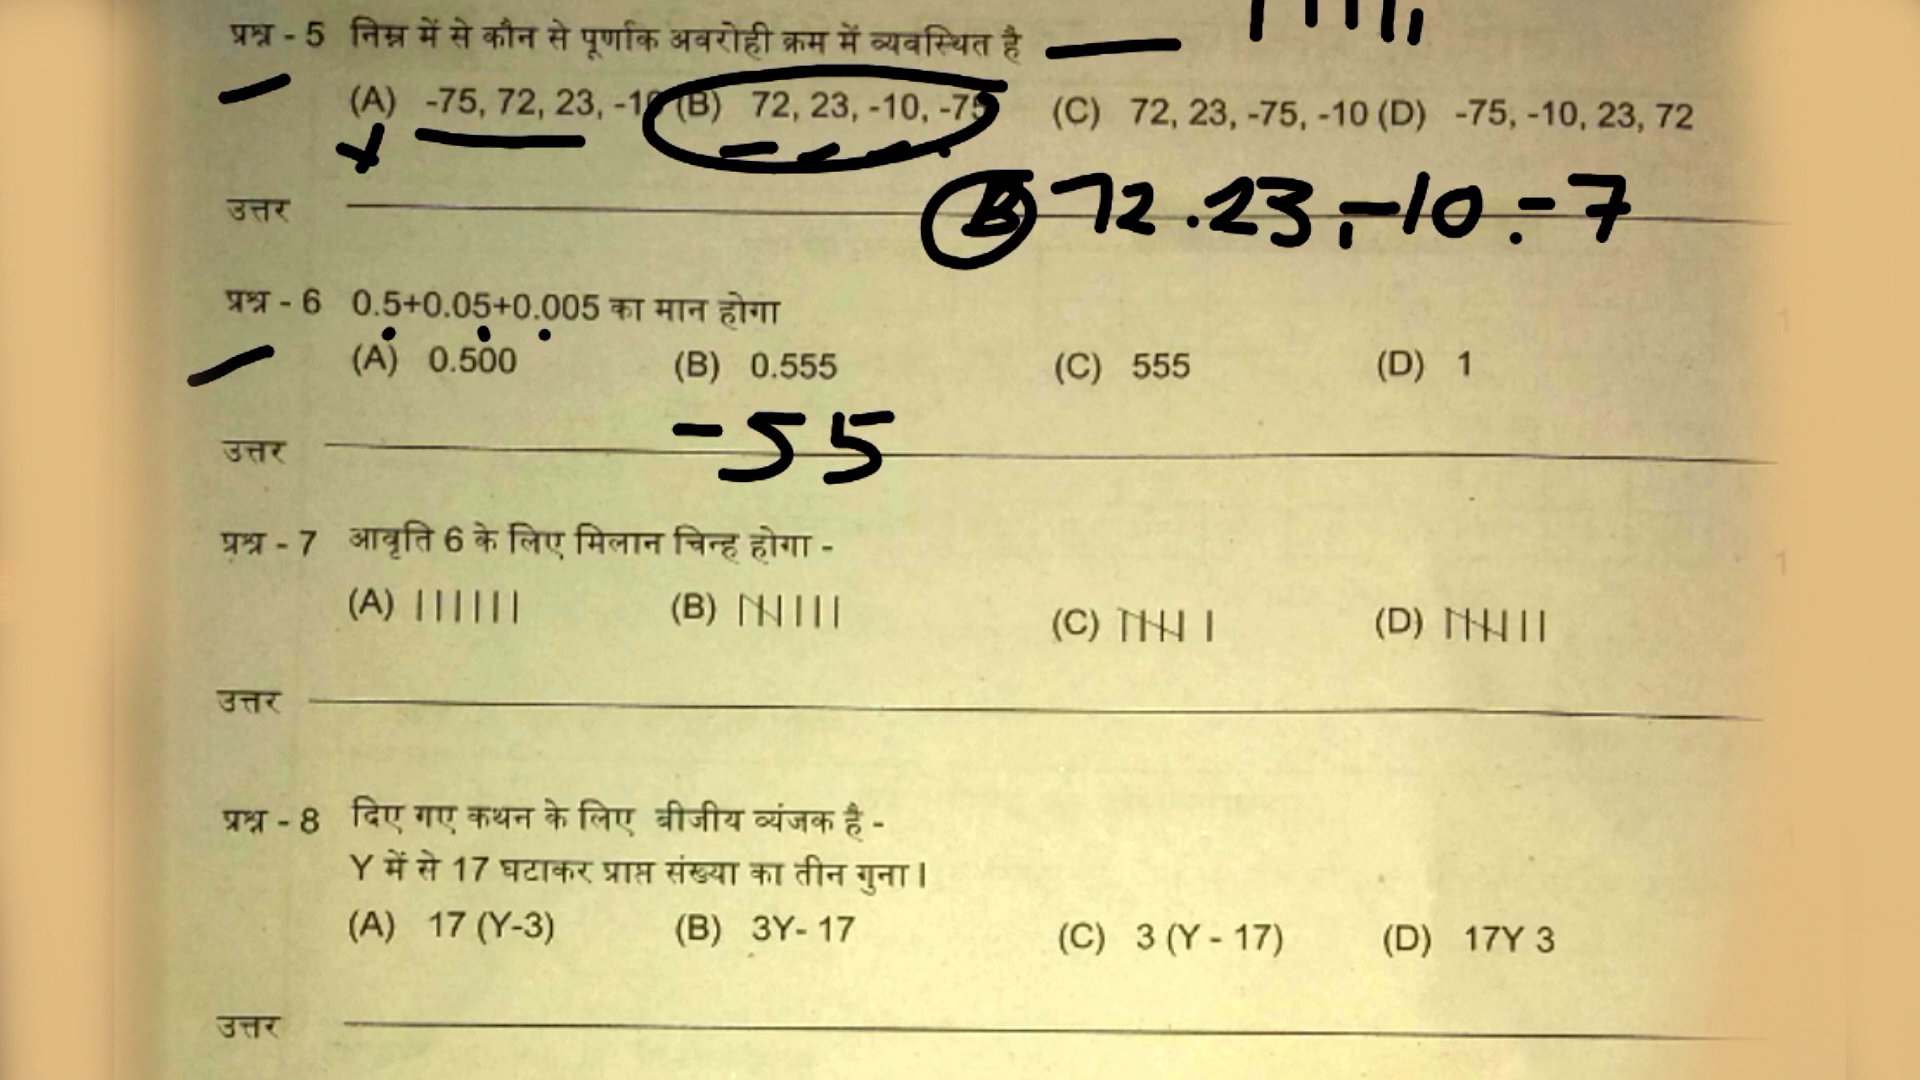 प्रश्न - 5 निम्न में से कौन से पूर्णाक अवरोही क्रम में व्यवस्थित है
(A) -75, 72, 23, -10 (B) 72, 23, -10, -75 (C) 72, 23, -75, -10 (D) -75, -10, 23, 72
उत्तर B 72.23,-10.-7
प्रश्न - 6 0.5+0.05+0.005 का मान होगा
(A) 0.500 (B) 0.555 (C) 555 (D) 1
उत्तर -55
प्रश्न - 7 आवृति 6 के लिए मिलान चिन्ह होगा -
(A) (B) (C) (D)
उत्तर
प्रश्न - 8 दिए गए कथन के लिए बीजीय व्यंजक है -
Y में से 17 घटाकर प्राप्त संख्या का तीन गुना।
(A) 17 (Y-3) (B) 3Y- 17 (C) 3 (Y - 17) (D) 17Y 3
उत्तर